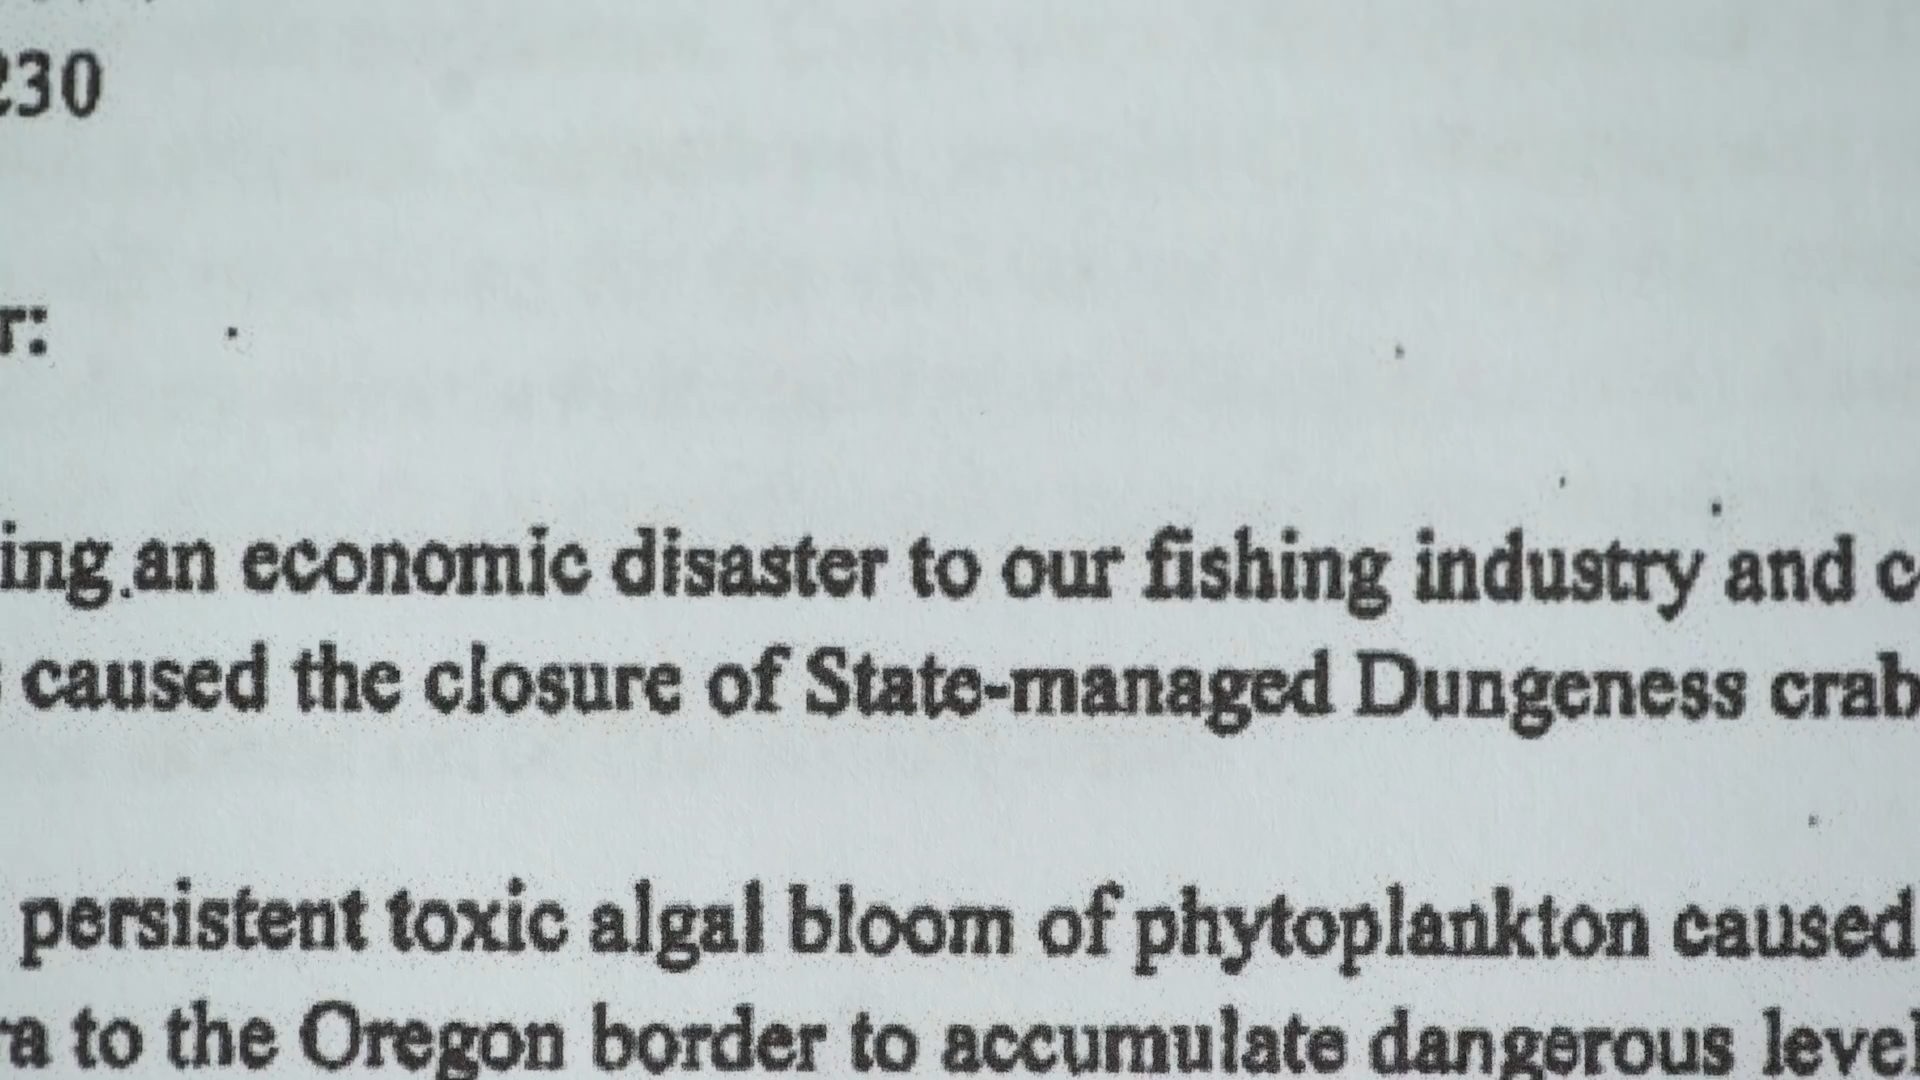 230
r:
ing an economic disaster to our fishing industry and c
caused the closure of State-managed Dungeness crab
persistent toxic algal bloom of phytoplankton caused
ra to the Oregon border to accumulate dangerous level